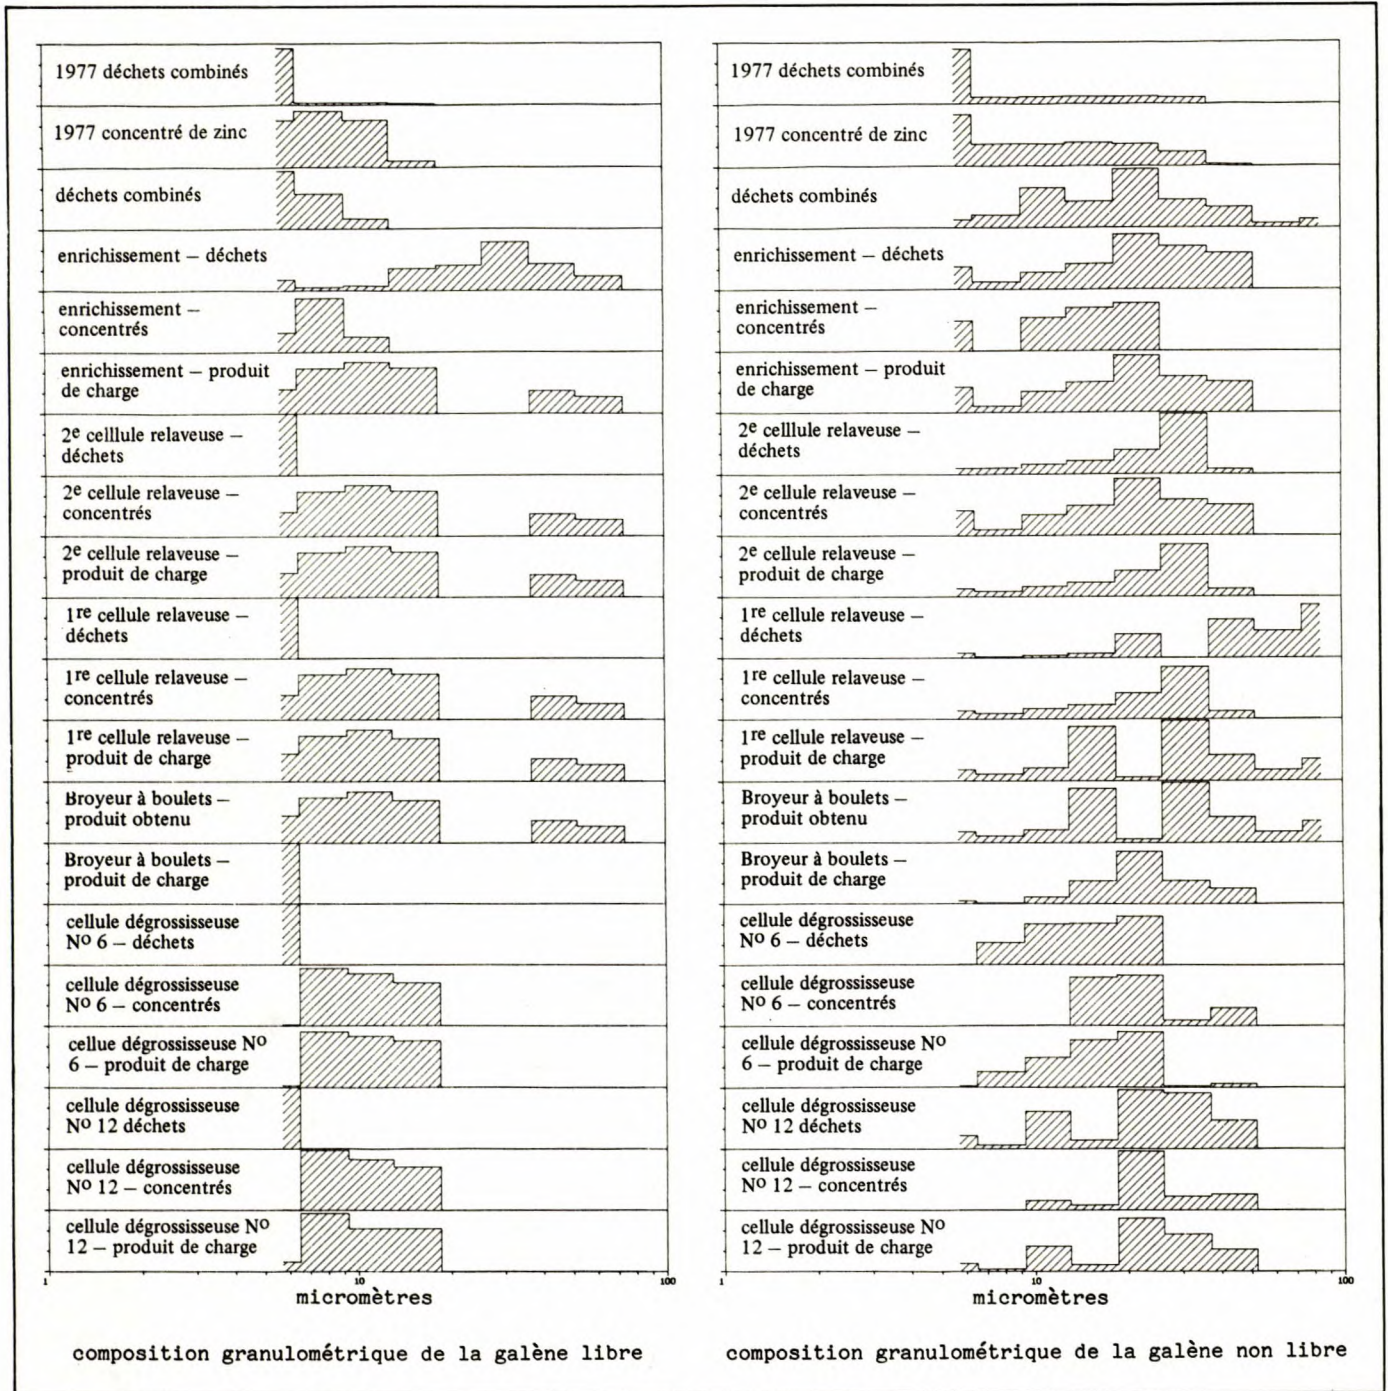 1977 déchets combinés
1977 concentré de zinc
déchets combinés
enrichissement — déchets
enrichissement —
concentrés
enrichissement — produit
de charge
2e celllule relaveuse —
déchets
2e cellule relaveuse —
concentrés
2e cellule relaveuse —
produit de charge
1re cellule relaveuse —
déchets
1re cellule relaveuse —
concentrés
1re cellule relaveuse —
produit de charge
Broyeur à boulets —
produit obtenu
Broyeur à boulets —
produit de charge
cellule dégrossisseuse
No 6 — déchets
cellule dégrossisseuse
No 6 — concentrés
cellue dégrossisseuse No
6 — produit de charge
cellule dégrossisseuse
No 12 déchets
cellule dégrossisseuse
No 12 — concentrés
cellule dégrossisseuse No
12 — produit de charge
1 10 100
micromètres
composition granulométrique de la galène libre
1977 déchets combinés
1977 concentré de zinc
déchets combinés
enrichissement — déchets
enrichissement —
concentrés
enrichissement — produit
de charge
2e celllule relaveuse —
déchets
2e cellule relaveuse —
concentrés
2e cellule relaveuse —
produit de charge
1re cellule relaveuse —
déchets
1re cellule relaveuse —
concentrés
1re cellule relaveuse —
produit de charge
Broyeur à boulets —
produit obtenu
Broyeur à boulets —
produit de charge
cellule dégrossisseuse
No 6 — déchets
cellule dégrossisseuse
No 6 — concentrés
cellule dégrossisseuse No
6 — produit de charge
cellule dégrossisseuse
No 12 déchets
cellule dégrossisseuse
No 12 — concentrés
cellule dégrossisseuse No
12 — produit de charge
1 10 100
micromètres
composition granulométrique de la galène non libre